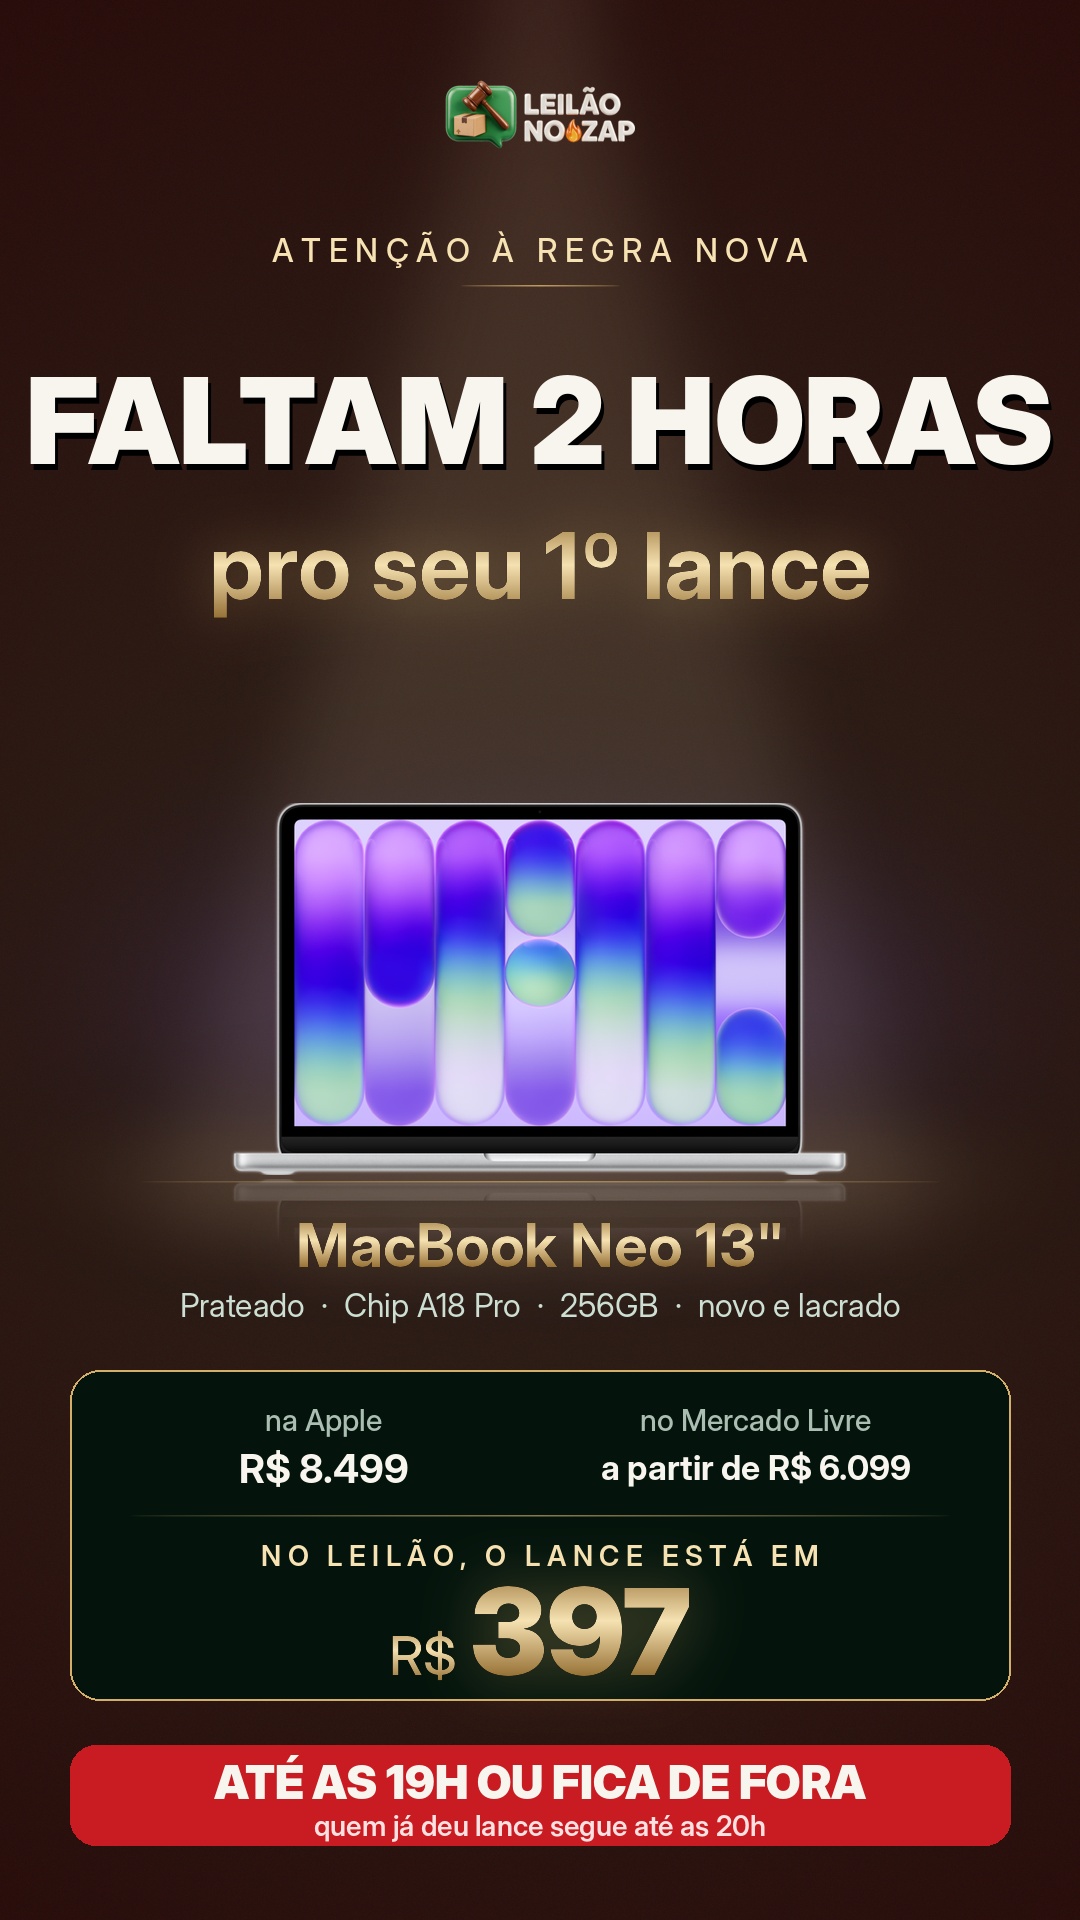 LEILÃO
NO ZAP
ATENÇÃO À REGRA NOVA
FALTAM 2 HORAS
pro seu 1º lance
MacBook Neo 13"
Prateado · Chip A18 Pro · 256GB · novo e lacrado
na Apple
R$ 8.499
no Mercado Livre
a partir de R$ 6.099
NO LEILÃO, O LANCE ESTÁ EM
R$ 397
ATÉ AS 19H OU FICA DE FORA
quem já deu lance segue até as 20h